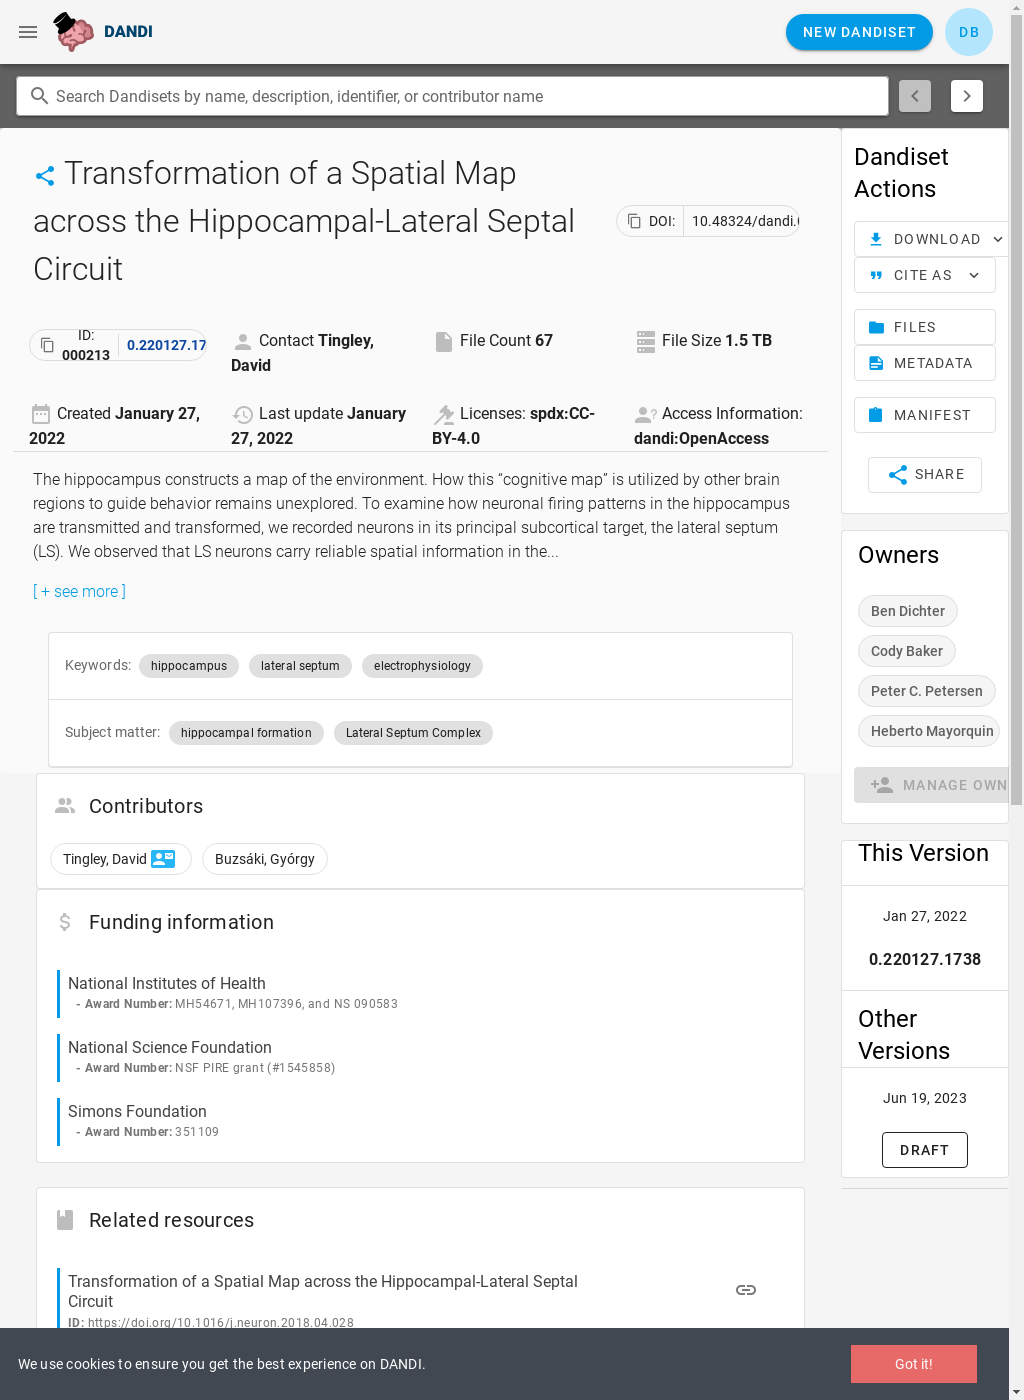 DANDI
NEW DANDISET
DB
Search Dandisets by name, description, identifier, or contributor name
Transformation of a Spatial Map
across the Hippocampal-Lateral Septal
Circuit
DOI: 10.48324/dandi.
ID:
000213
0.220127.17
Contact Tingley,
David
File Count 67
File Size 1.5 TB
Created January 27,
2022
Last update January
27, 2022
Licenses: spdx:CC-
BY-4.0
Access Information:
dandi:OpenAccess
The hippocampus constructs a map of the environment. How this “cognitive map” is utilized by other brain
regions to guide behavior remains unexplored. To examine how neuronal firing patterns in the hippocampus
are transmitted and transformed, we recorded neurons in its principal subcortical target, the lateral septum
(LS). We observed that LS neurons carry reliable spatial information in the...
[ + see more ]
Keywords: hippocampus lateral septum electrophysiology
Subject matter: hippocampal formation Lateral Septum Complex
Contributors
Tingley, David Buzsáki, Gyórgy
Funding information
National Institutes of Health
- Award Number: MH54671, MH107396, and NS 090583
National Science Foundation
- Award Number: NSF PIRE grant (#1545858)
Simons Foundation
- Award Number: 351109
Related resources
Transformation of a Spatial Map across the Hippocampal-Lateral Septal
Circuit
ID: https://doi.org/10.1016/j.neuron.2018.04.028
Dandiset
Actions
DOWNLOAD
CITE AS
FILES
METADATA
MANIFEST
SHARE
Owners
Ben Dichter
Cody Baker
Peter C. Petersen
Heberto Mayorquin
MANAGE OWN
This Version
Jan 27, 2022
0.220127.1738
Other
Versions
Jun 19, 2023
DRAFT
We use cookies to ensure you get the best experience on DANDI.
Got it!